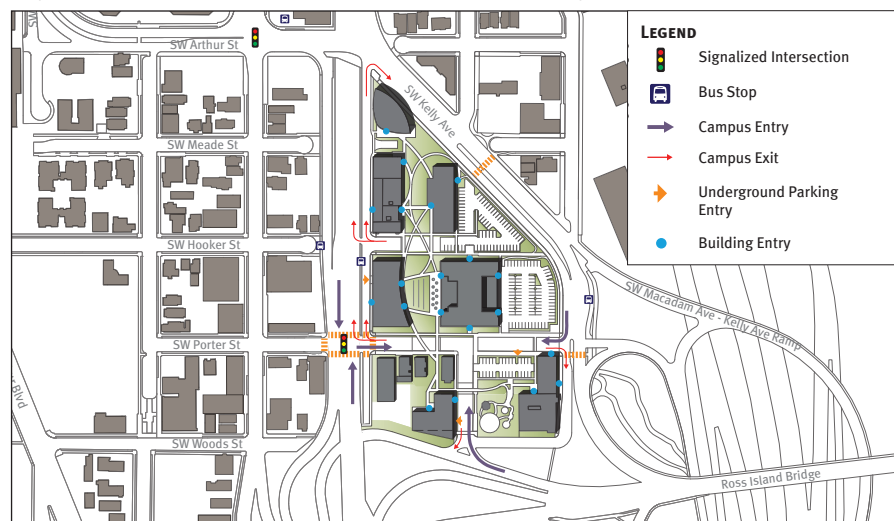 SW Arthur St
SW Kelly Ave
SW Meade St
SW Hooker St
SW Macadam Ave - Kelly Ave Ramp
SW Porter St
Blvd
SW Woods St
Ross Island Bridge
LEGEND
Signalized Intersection
Bus Stop
Campus Entry
Campus Exit
Underground Parking
Entry
Building Entry